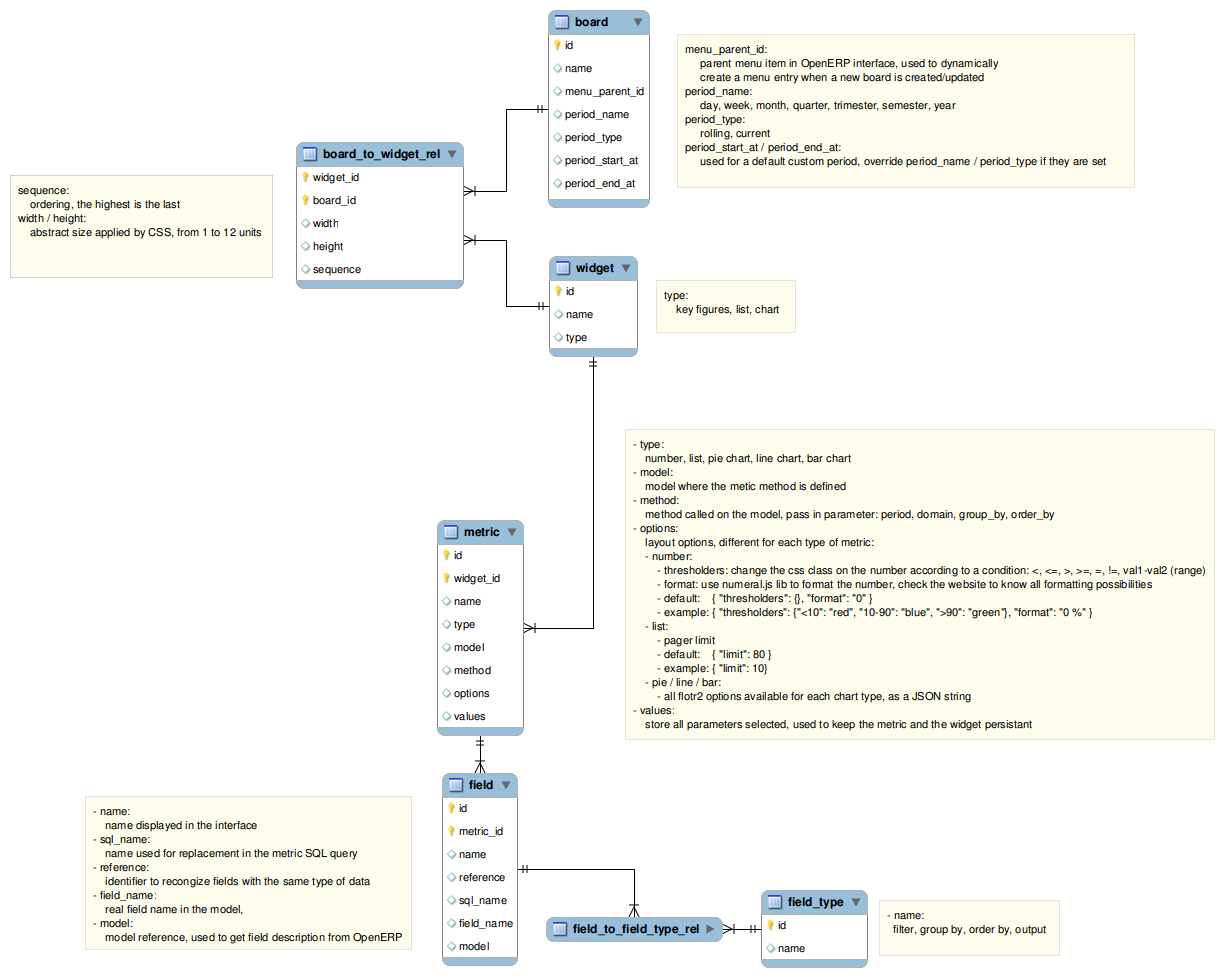 board
id
name
menu_parent_id
period_name
period_type
period_start_at
period_end_at
menu_parent_id:
parent menu item in OpenERP interface, used to dynamically
create a menu entry when a new board is created/updated
period_name:
day, week, month, quarter, trimester, semester, year
period_type:
rolling, current
period_start_at / period_end_at:
used for a default custom period, override period_name / period_type if they are set
board_to_widget_rel
widget_id
board_id
width
height
sequence
sequence:
ordering, the highest is the last
width / height:
abstract size applied by CSS, from 1 to 12 units
widget
id
name
type
type:
key figures, list, chart
metric
id
widget_id
name
type
model
method
options
values
- type:
number, list, pie chart, line chart, bar chart
- model:
model where the metic method is defined
- method:
method called on the model, pass in parameter: period, domain, group_by, order_by
- options:
layout options, different for each type of metric:
- number:
- thresholders: change the css class on the number according to a condition: <, <=, >, >=, =, !=, val1-val2 (range)
- format: use numeral.js lib to format the number, check the website to know all formatting possibilities
- default: { "thresholders": {}, "format": "0" }
- example: { "thresholders": {"<10": "red", "10-90": "blue", ">90": "green"}, "format": "0 %" }
- list:
- pager limit
- default: { "limit": 80 }
- example: { "limit": 10}
- pie / line / bar:
- all flotr2 options available for each chart type, as a JSON string
- values:
store all parameters selected, used to keep the metric and the widget persistant
field
id
metric_id
name
reference
sql_name
field_name
model
- name:
name displayed in the interface
- sql_name:
name used for replacement in the metric SQL query
- reference:
identifier to recongize fields with the same type of data
- field_name:
real field name in the model,
- model:
model reference, used to get field description from OpenERP
field_to_field_type_rel
field_type
id
name
- name:
filter, group by, order by, output